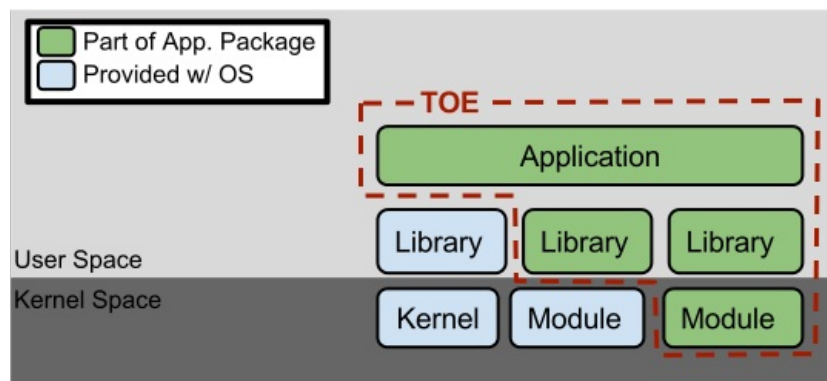 Part of App. Package
Provided w/ OS
TOE
Application
Library Library Library
User Space
Kernel Space
Kernel Module Module